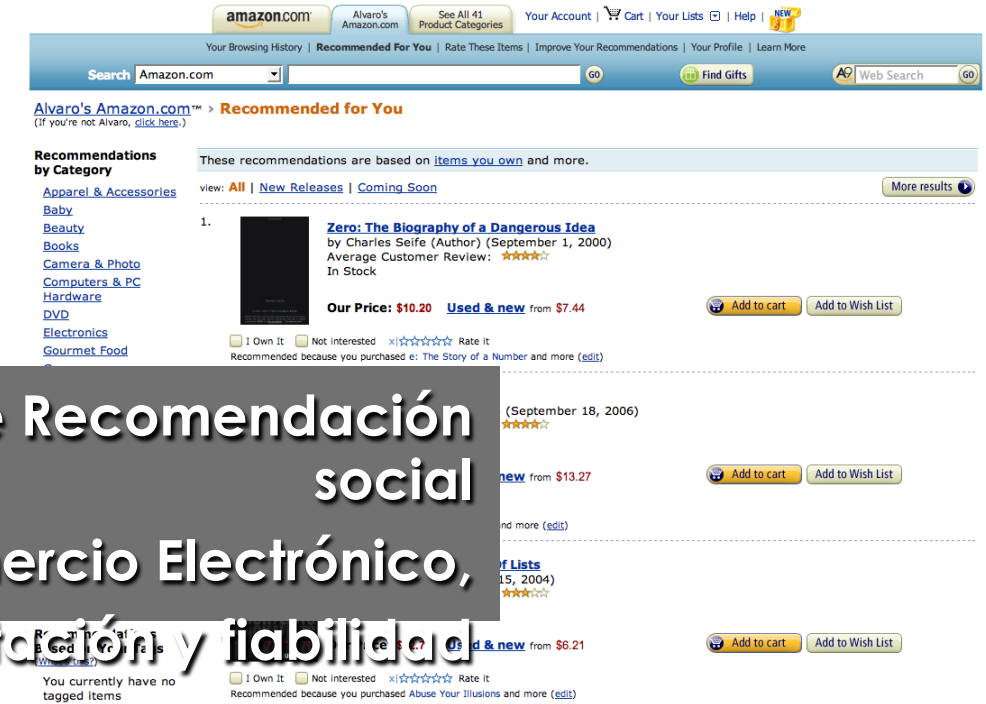 amazon.com
Alvaro's Amazon.com
See All 41 Product Categories
Your Account | Cart | Your Lists | Help |
NEW
Your Browsing History | Recommended For You | Rate These Items | Improve Your Recommendations | Your Profile | Learn More
Search Amazon.com GO Find Gifts A9 Web Search GO
Alvaro's Amazon.com™ > Recommended for You
(If you're not Alvaro, click here.)
Recommendations
by Category
Apparel & Accessories
Baby
Beauty
Books
Camera & Photo
Computers & PC
Hardware
DVD
Electronics
Gourmet Food
These recommendations are based on items you own and more.
view: All | New Releases | Coming Soon
More results
1.
Zero: The Biography of a Dangerous Idea
by Charles Seife (Author) (September 1, 2000)
Average Customer Review:
In Stock
Our Price: $10.20 Used & new from $7.44
Add to cart Add to Wish List
I Own It Not interested x| Rate it
Recommended because you purchased e: The Story of a Number and more (edit)
(September 18, 2006)
new from $13.27
Add to cart Add to Wish List
and more (edit)
Of Lists
15, 2004)
Used & new from $6.21
Add to cart Add to Wish List
I Own It Not interested x| Rate it
Recommended because you purchased Abuse Your Illusions and more (edit)
e Recomendación
social
ercio Electrónico,
tación y fiabilidad
Recommendations
Based on Your Tags
You currently have no
tagged items